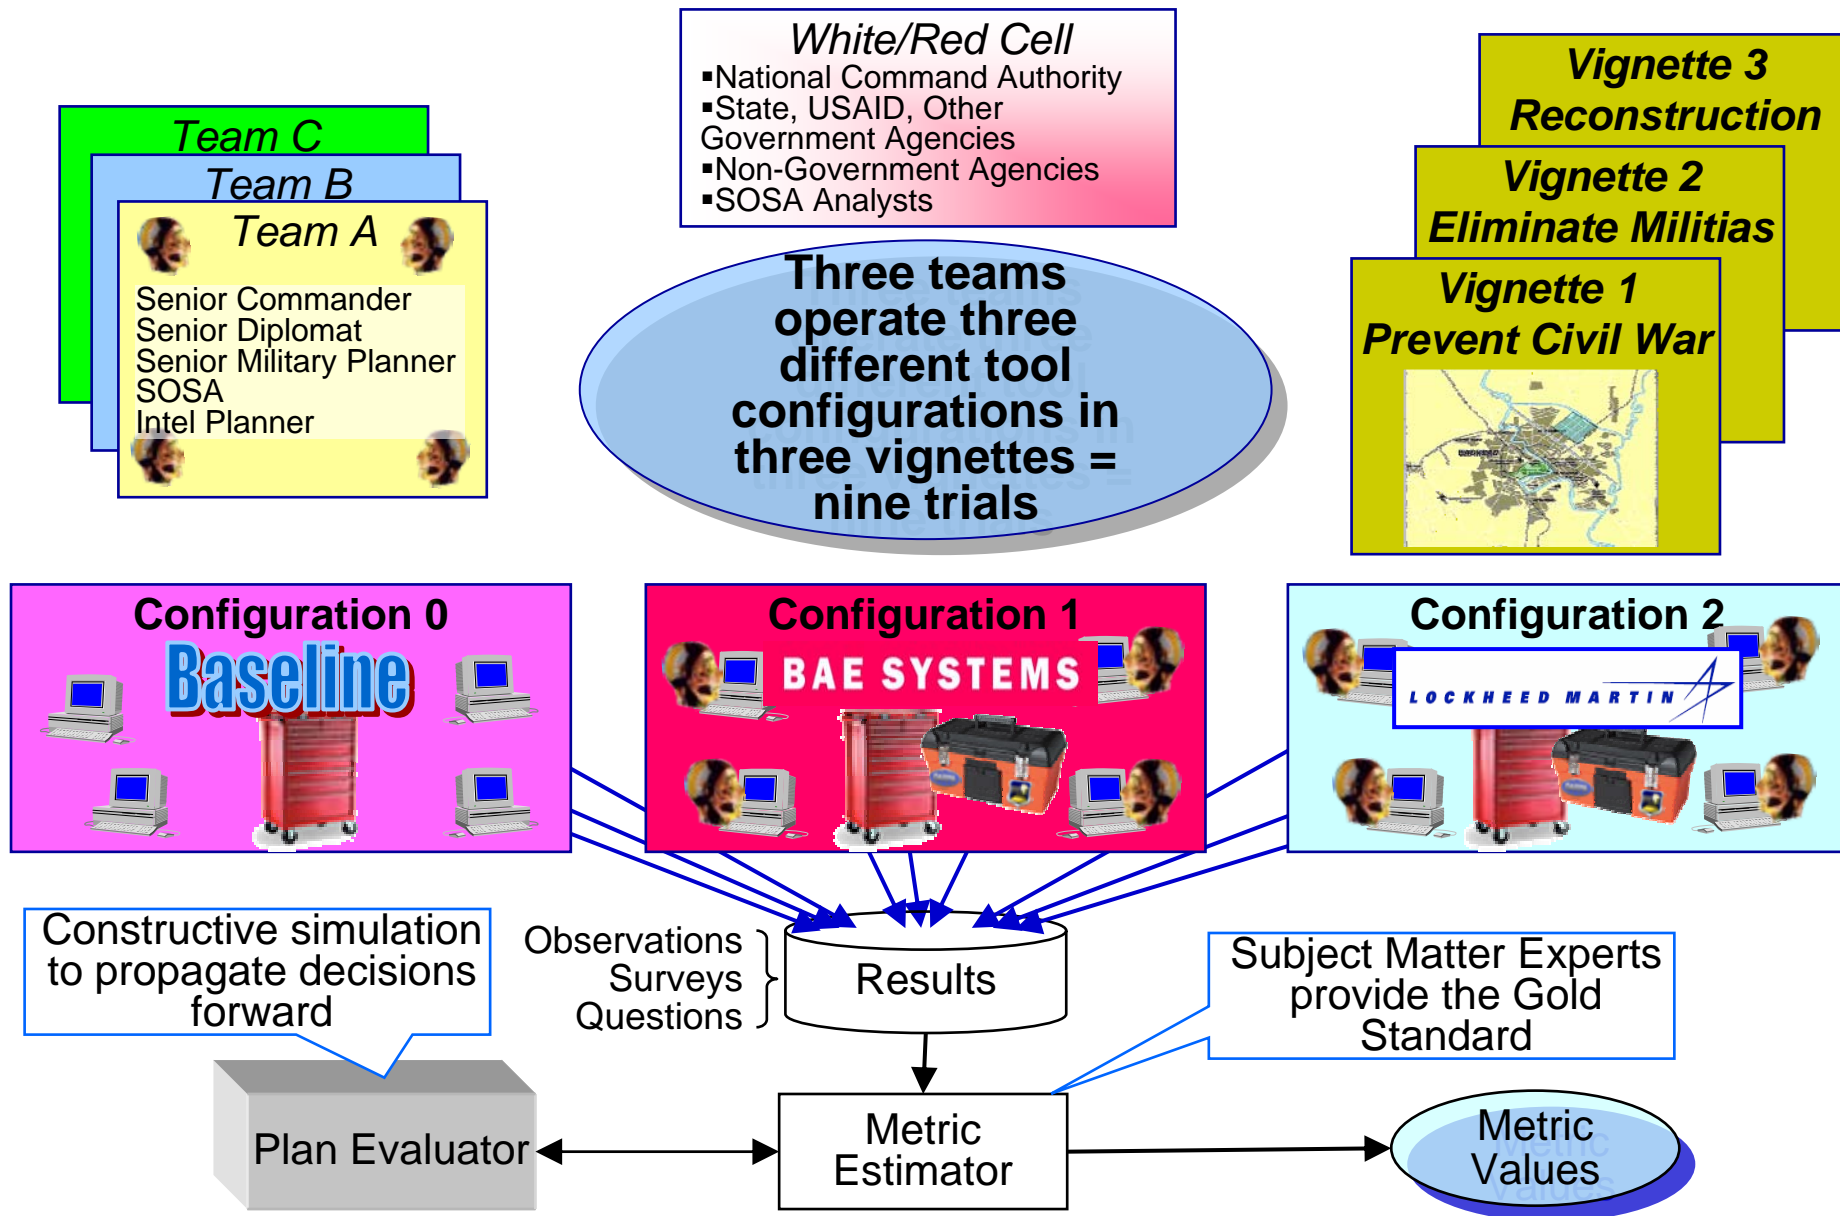 White/Red Cell
▪National Command Authority
▪State, USAID, Other
Government Agencies
▪Non-Government Agencies
▪SOSA Analysts
Team C
Team B
Team A
Senior Commander
Senior Diplomat
Senior Military Planner
SOSA
Intel Planner
Three teams
operate three
different tool
configurations in
three vignettes =
nine trials
Vignette 3
Reconstruction
Vignette 2
Eliminate Militias
Vignette 1
Prevent Civil War
BAGHDAD
Configuration 0
Baseline
Configuration 1
BAE SYSTEMS
Configuration 2
LOCKHEED MARTIN
Constructive simulation
to propagate decisions
forward
Observations
Surveys
Questions
Results
Subject Matter Experts
provide the Gold
Standard
Plan Evaluator
Metric
Estimator
Metric
Values